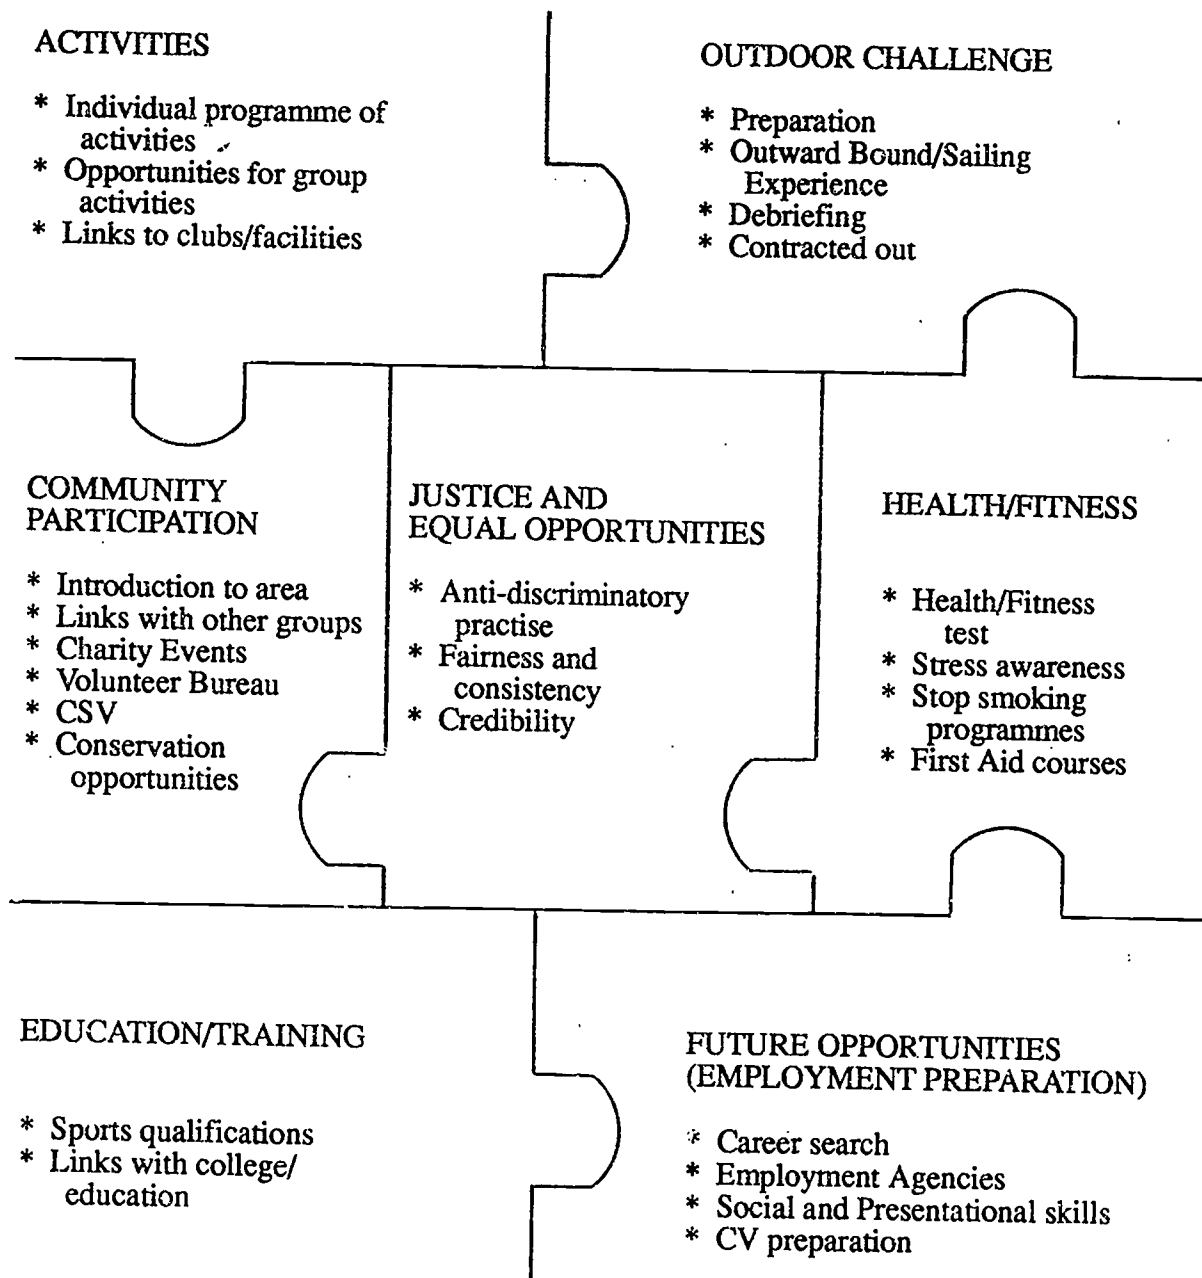 ACTIVITIES
* Individual programme of
activities
* Opportunities for group
activities
* Links to clubs/facilities
OUTDOOR CHALLENGE
* Preparation
* Outward Bound/Sailing
Experience
* Debriefing
* Contracted out
COMMUNITY
PARTICIPATION
* Introduction to area
* Links with other groups
* Charity Events
* Volunteer Bureau
* CSV
* Conservation
opportunities
JUSTICE AND
EQUAL OPPORTUNITIES
* Anti-discriminatory
practise
* Fairness and
consistency
* Credibility
HEALTH/FITNESS
* Health/Fitness
test
* Stress awareness
* Stop smoking
programmes
* First Aid courses
EDUCATION/TRAINING
* Sports qualifications
* Links with college/
education
FUTURE OPPORTUNITIES
(EMPLOYMENT PREPARATION)
* Career search
* Employment Agencies
* Social and Presentational skills
* CV preparation